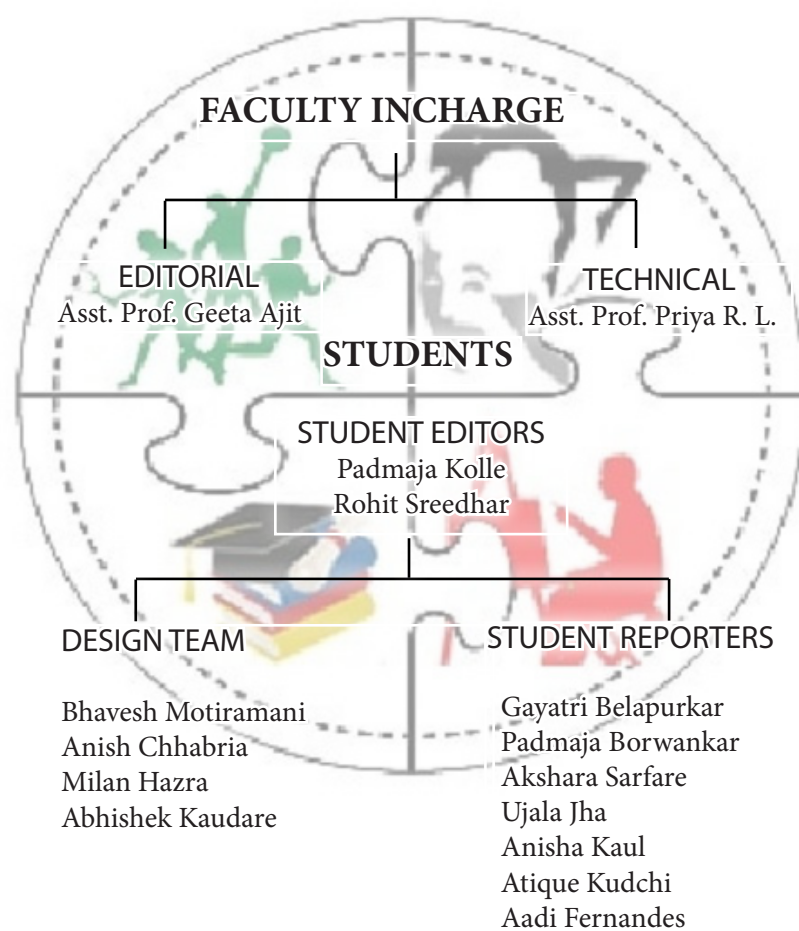 FACULTY INCHARGE
EDITORIAL
Asst. Prof. Geeta Ajit
TECHNICAL
Asst. Prof. Priya R. L.
STUDENTS
STUDENT EDITORS
Padmaja Kolle
Rohit Sreedhar
DESIGN TEAM
Bhavesh Motiramani
Anish Chhabria
Milan Hazra
Abhishek Kaudare
STUDENT REPORTERS
Gayatri Belapurkar
Padmaja Borwankar
Akshara Sarfare
Ujala Jha
Anisha Kaul
Atique Kudchi
Aadi Fernandes